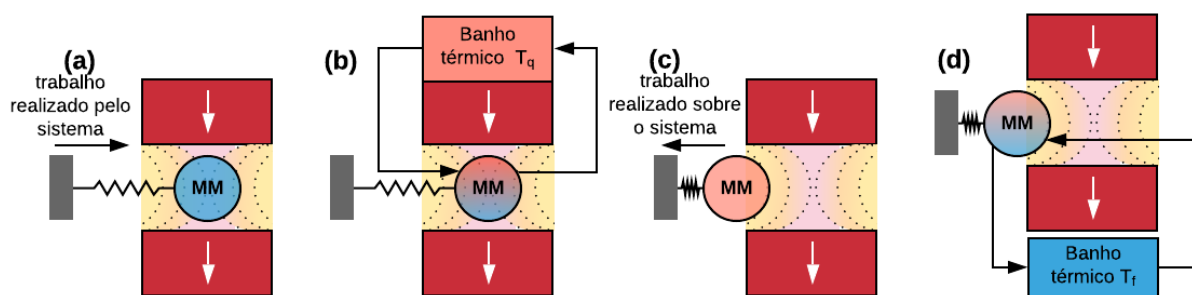 (a)
trabalho
realizado pelo
sistema
MM
(b)
Banho
térmico T_q
MM
(c)
trabalho
realizado sobre
o sistema
MM
(d)
MM
Banho
térmico T_f